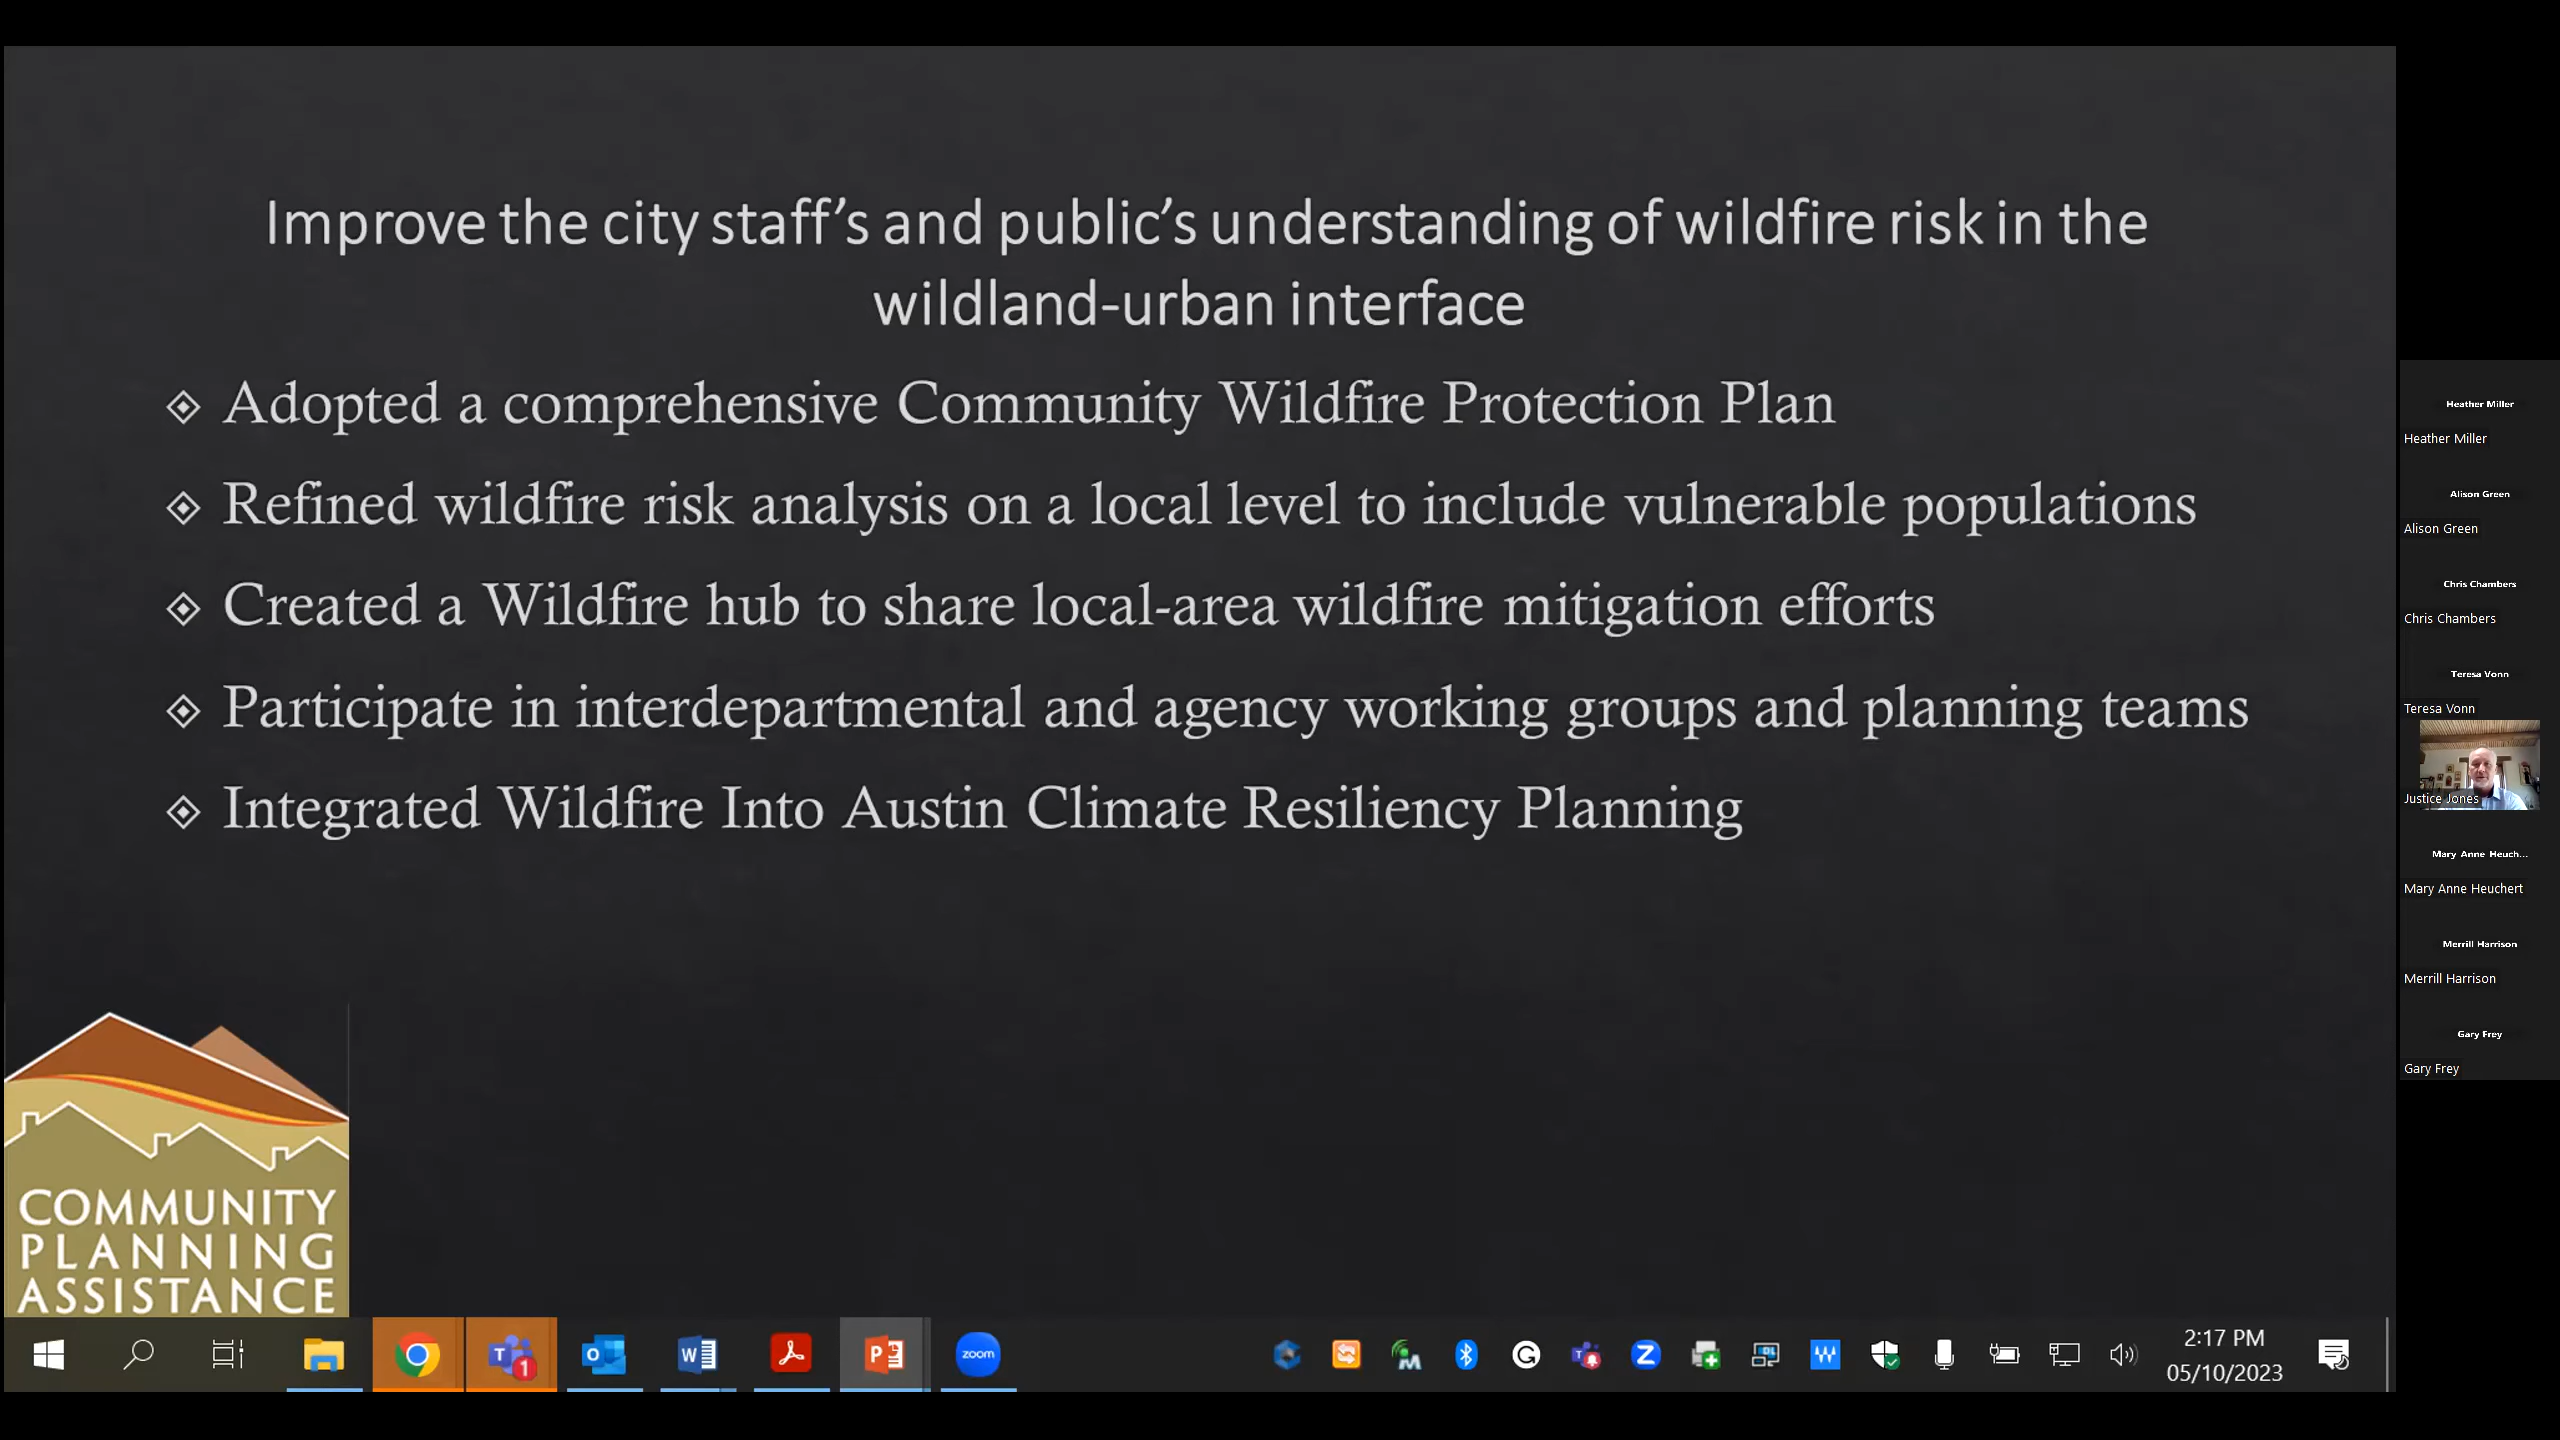 Improve the city staff’s and public’s understanding of wildfire risk in the
wildland-urban interface
Adopted a comprehensive Community Wildfire Protection Plan
Refined wildfire risk analysis on a local level to include vulnerable populations
Created a Wildfire hub to share local-area wildfire mitigation efforts
Participate in interdepartmental and agency working groups and planning teams
Integrated Wildfire Into Austin Climate Resiliency Planning
COMMUNITY
PLANNING
ASSISTANCE
Heather Miller
Heather Miller
Alison Green
Alison Green
Chris Chambers
Chris Chambers
Teresa Vonn
Teresa Vonn
Justice Jones
Mary Anne Heuch...
Mary Anne Heuchert
Merrill Harrison
Merrill Harrison
Gary Frey
Gary Frey
1
zoom
2:17 PM
05/10/2023